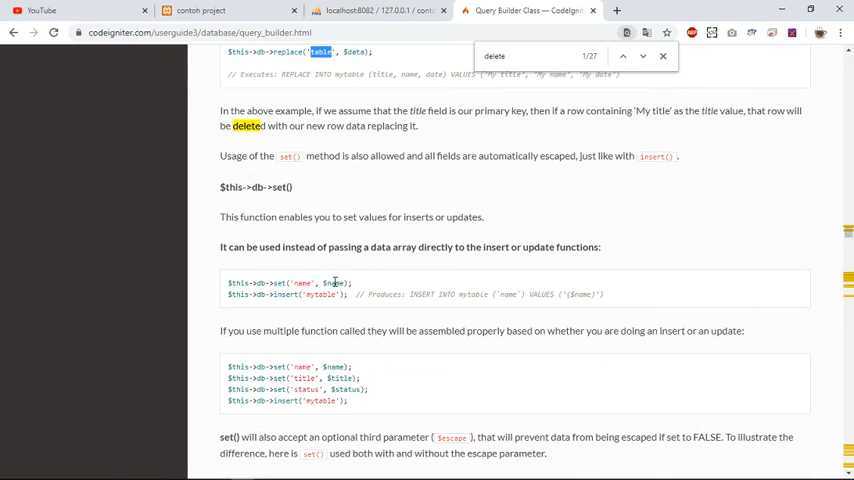 YouTube
contoh project
localhost:8082 / 127.0.0.1 / conta
Query Builder Class — CodeIgnit
codeigniter.com/userguide3/database/query_builder.html
delete
1/27
$this->db->replace('table', $data);
// Executes: REPLACE INTO mytable (title, name, date) VALUES ('My title', 'My name', 'My date')
In the above example, if we assume that the title field is our primary key, then if a row containing ‘My title’ as the title value, that row will
be deleted with our new row data replacing it.
Usage of the set() method is also allowed and all fields are automatically escaped, just like with insert().
$this->db->set()
This function enables you to set values for inserts or updates.
It can be used instead of passing a data array directly to the insert or update functions:
$this->db->set('name', $name);
$this->db->insert('mytable'); // Produces: INSERT INTO mytable (`name`) VALUES ('{$name}')
If you use multiple function called they will be assembled properly based on whether you are doing an insert or an update:
$this->db->set('name', $name);
$this->db->set('title', $title);
$this->db->set('status', $status);
$this->db->insert('mytable');
set() will also accept an optional third parameter ($escape), that will prevent data from being escaped if set to FALSE. To illustrate the
difference, here is set() used both with and without the escape parameter.